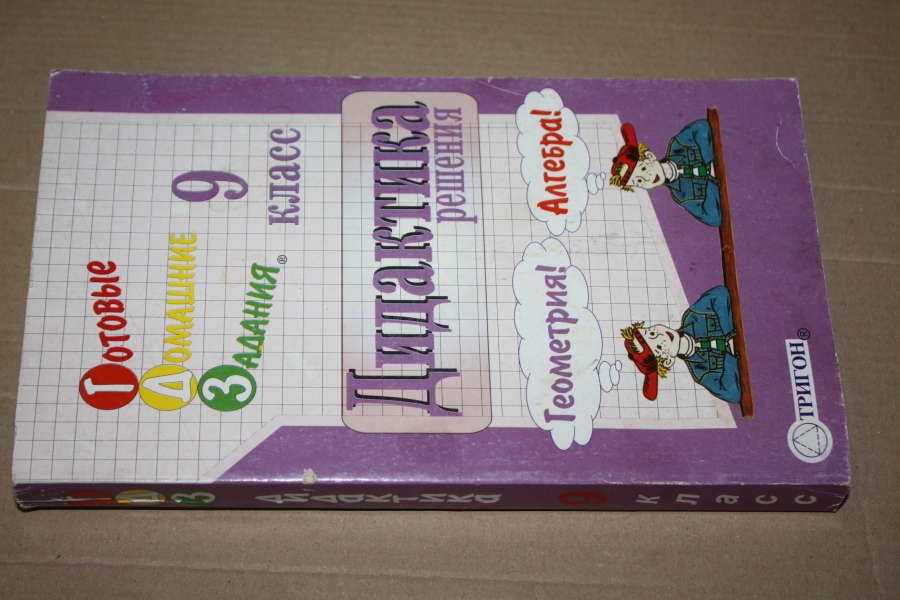 Готовые
Домашние
Задания®
9
класс
Дидактика
решения
Геометрия!
Алгебра!
ТРИГОН®
Г Д З дидактика 9 класс